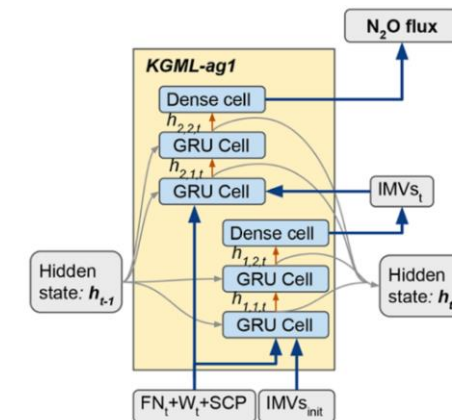 N₂O flux
KGML-ag1
Dense cell
h₂,₂,ₜ
GRU Cell
h₂,₁,ₜ
GRU Cell
IMVsₜ
Dense cell
h₁,₂,ₜ
GRU Cell
h₁,₁,ₜ
GRU Cell
Hidden
state: hₜ₋₁
Hidden
state: hₜ
FNₜ+Wₜ+SCP
IMVsᵢₙᵢₜ